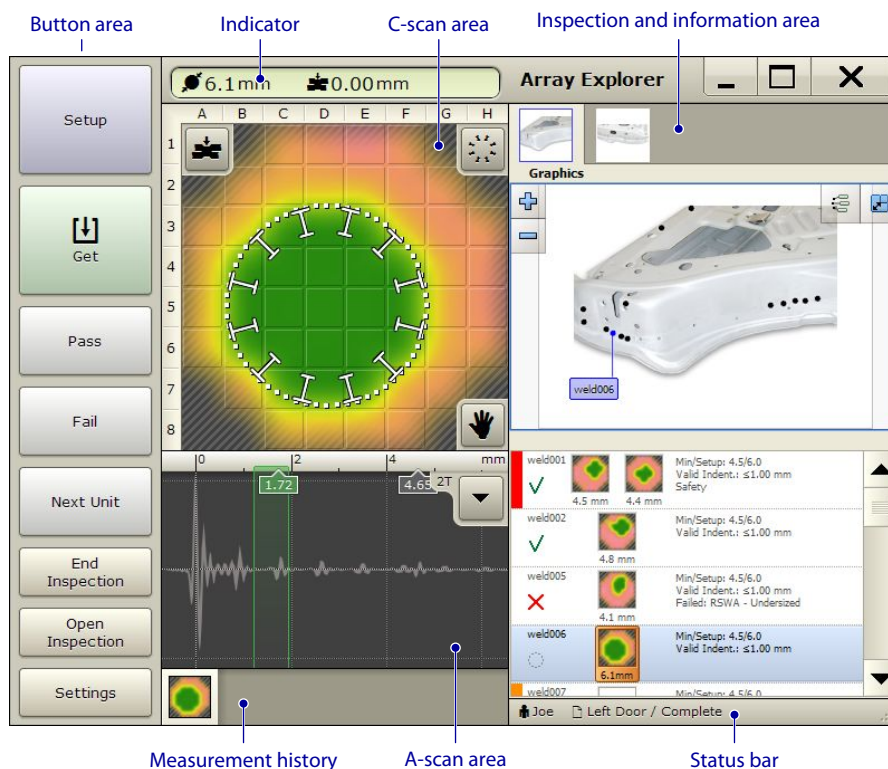 Button area
Indicator
C-scan area
Inspection and information area
6.1mm
0.00mm
Array Explorer
Setup
Get
Pass
Fail
Next Unit
End
Inspection
Open
Inspection
Settings
A B C D E F G H
1
2
3
4
5
6
7
8
0 2 4 mm
1.72
4.65
2T
Graphics
weld006
weld001
4.5 mm 4.4 mm
Min/Setup: 4.5/6.0
Valid Indent.: ≤1.00 mm
Safety
weld002
4.8 mm
Min/Setup: 4.5/6.0
Valid Indent.: ≤1.00 mm
weld005
4.1 mm
Min/Setup: 4.5/6.0
Valid Indent.: ≤1.00 mm
Failed: RSWA - Undersized
weld006
6.1mm
Min/Setup: 4.5/6.0
Valid Indent.: ≤1.00 mm
weld007
Min/Setup: 4.5/6.0
Joe
Left Door / Complete
Measurement history
A-scan area
Status bar